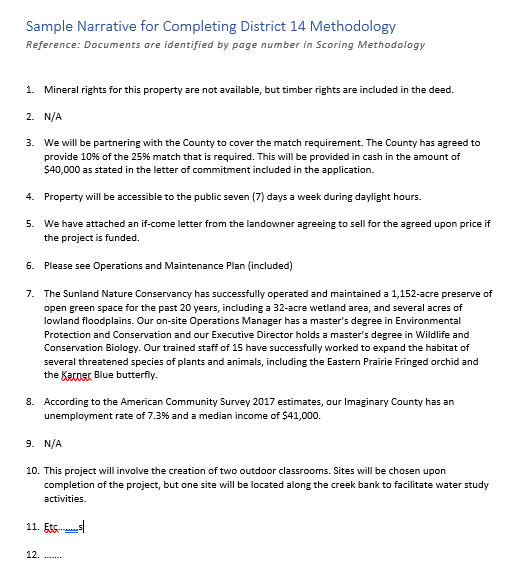 Sample Narrative for Completing District 14 Methodology
Reference: Documents are identified by page number in Scoring Methodology
1. Mineral rights for this property are not available, but timber rights are included in the deed.
2. N/A
3. We will be partnering with the County to cover the match requirement. The County has agreed to
provide 10% of the 25% match that is required. This will be provided in cash in the amount of
$40,000 as stated in the letter of commitment included in the application.
4. Property will be accessible to the public seven (7) days a week during daylight hours.
5. We have attached an if-come letter from the landowner agreeing to sell for the agreed upon price if
the project is funded.
6. Please see Operations and Maintenance Plan (included)
7. The Sunland Nature Conservancy has successfully operated and maintained a 1,152-acre preserve of
open green space for the past 20 years, including a 32-acre wetland area, and several acres of
lowland floodplains. Our on-site Operations Manager has a master's degree in Environmental
Protection and Conservation and our Executive Director holds a master's degree in Wildlife and
Conservation Biology. Our trained staff of 15 have successfully worked to expand the habitat of
several threatened species of plants and animals, including the Eastern Prairie Fringed orchid and
the Karner Blue butterfly.
8. According to the American Community Survey 2017 estimates, our Imaginary County has an
unemployment rate of 7.3% and a median income of $41,000.
9. N/A
10. This project will involve the creation of two outdoor classrooms. Sites will be chosen upon
completion of the project, but one site will be located along the creek bank to facilitate water study
activities.
11. Etc........s
12. .......